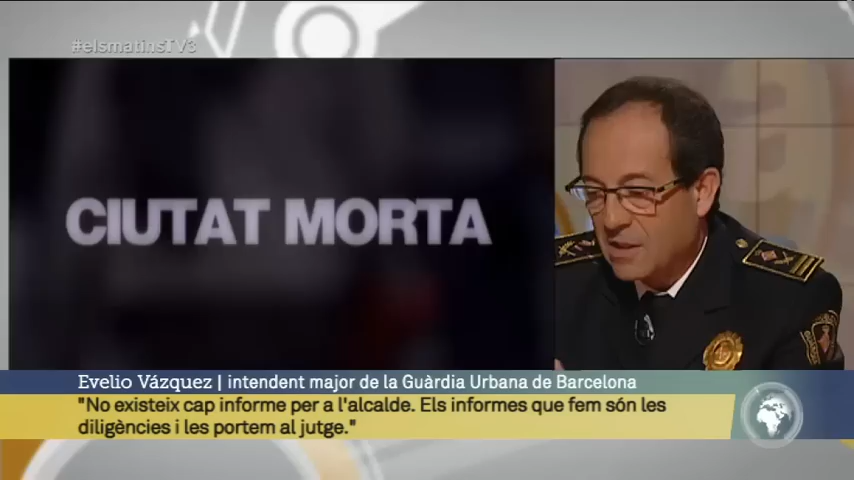 #elsmatinsTV3
CIUTAT MORTA
Evelio Vázquez | intendent major de la Guàrdia Urbana de Barcelona
"No existeix cap informe per a l'alcalde. Els informes que fem són les
diligències i les portem al jutge."